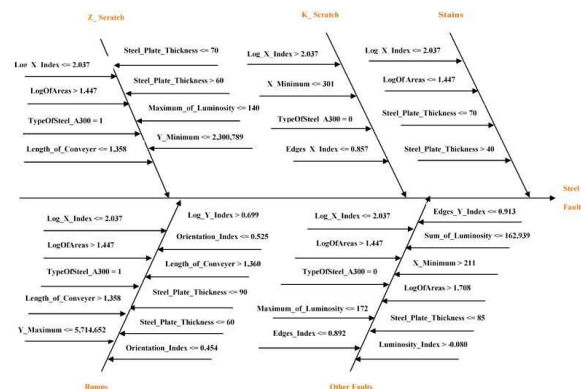 Z_ Scratch
K_ Scratch
Stains
Steel_Plate_Thickness <= 70
Log_X_Index <= 2.037
Steel_Plate_Thickness > 60
LogOfAreas > 1.447
Maximum_of_Luminosity <= 140
TypeOfSteel_A300 = 1
Y_Minimum <= 2,300,789
Length_of_Conveyer <= 1,358
Log_X_Index > 2.037
X_Minimum <= 301
TypeOfSteel_A300 = 0
Edges_X_Index <= 0.857
Log_X_Index <= 2.037
LogOfAreas <= 1.447
Steel_Plate_Thickness <= 70
Steel_Plate_Thickness > 40
Steel
Fault
Log_Y_Index > 0.699
Log_X_Index <= 2.037
Orientation_Index <= 0.525
LogOfAreas > 1.447
Length_of_Conveyer > 1,360
TypeOfSteel_A300 = 1
Steel_Plate_Thickness <= 90
Length_of_Conveyer > 1,358
Steel_Plate_Thickness <= 60
Y_Maximum <= 5,714,652
Orientation_Index <= 0.454
Bumps
Edges_Y_Index <= 0.913
Log_X_Index <= 2.037
Sum_of_Luminosity <= 162,939
LogOfAreas > 1.447
X_Minimum > 211
TypeOfSteel_A300 = 0
LogOfAreas > 1.708
Maximum_of_Luminosity <= 172
Steel_Plate_Thickness <= 85
Edges_Index <= 0.892
Luminosity_Index > -0.080
Other Faults